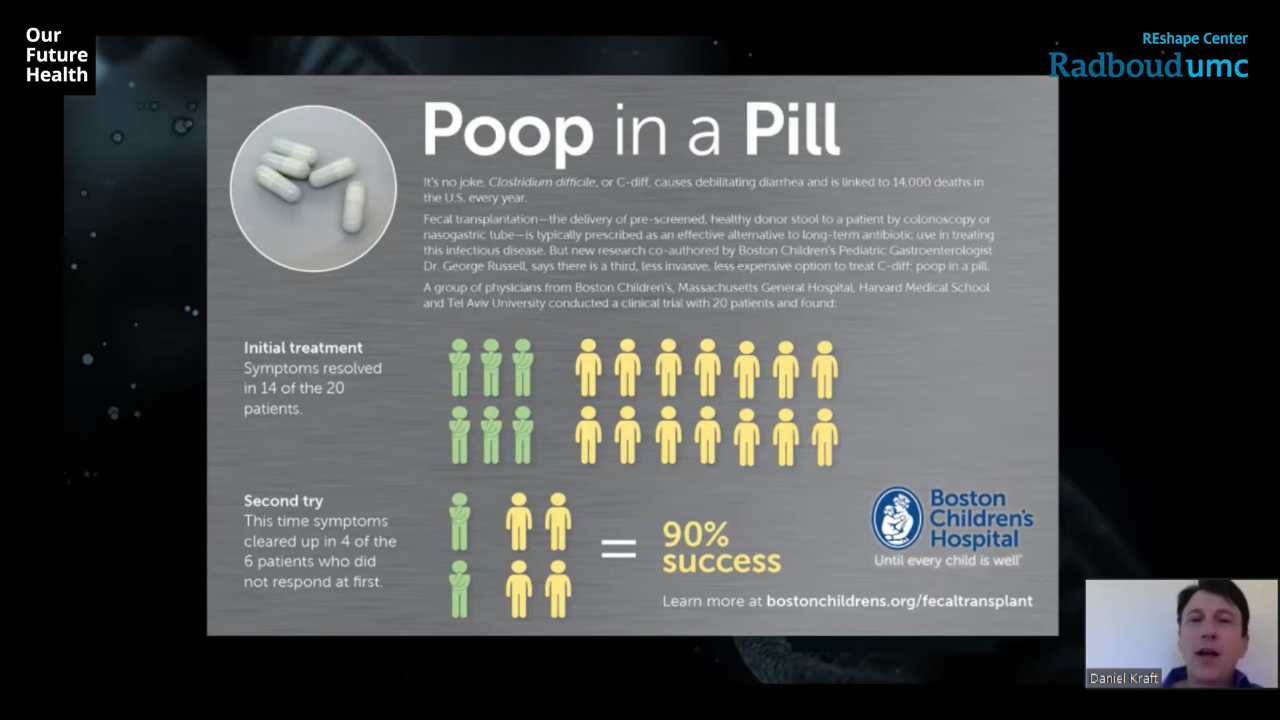 Our
Future
Health
REshape Center
Radboudumc
Poop in a Pill
It's no joke. Clostridium difficile, or C-diff, causes debilitating diarrhea and is linked to 14,000 deaths in
the U.S. every year.
Fecal transplantation—the delivery of pre-screened, healthy donor stool to a patient by colonoscopy or
nasogastric tube—is typically prescribed as an effective alternative to long-term antibiotic use in treating
this infectious disease. But new research co-authored by Boston Children's Pediatric Gastroenterologist
Dr. George Russell, says there is a third, less invasive, less expensive option to treat C-diff: poop in a pill.
A group of physicians from Boston Children's, Massachusetts General Hospital, Harvard Medical School
and Tel Aviv University conducted a clinical trial with 20 patients and found:
Initial treatment
Symptoms resolved
in 14 of the 20
patients.
Second try
This time symptoms
cleared up in 4 of the
6 patients who did
not respond at first.
=
90%
success
Boston
Children's
Hospital
Until every child is well™
Learn more at bostonchildrens.org/fecaltransplant
Daniel Kraft